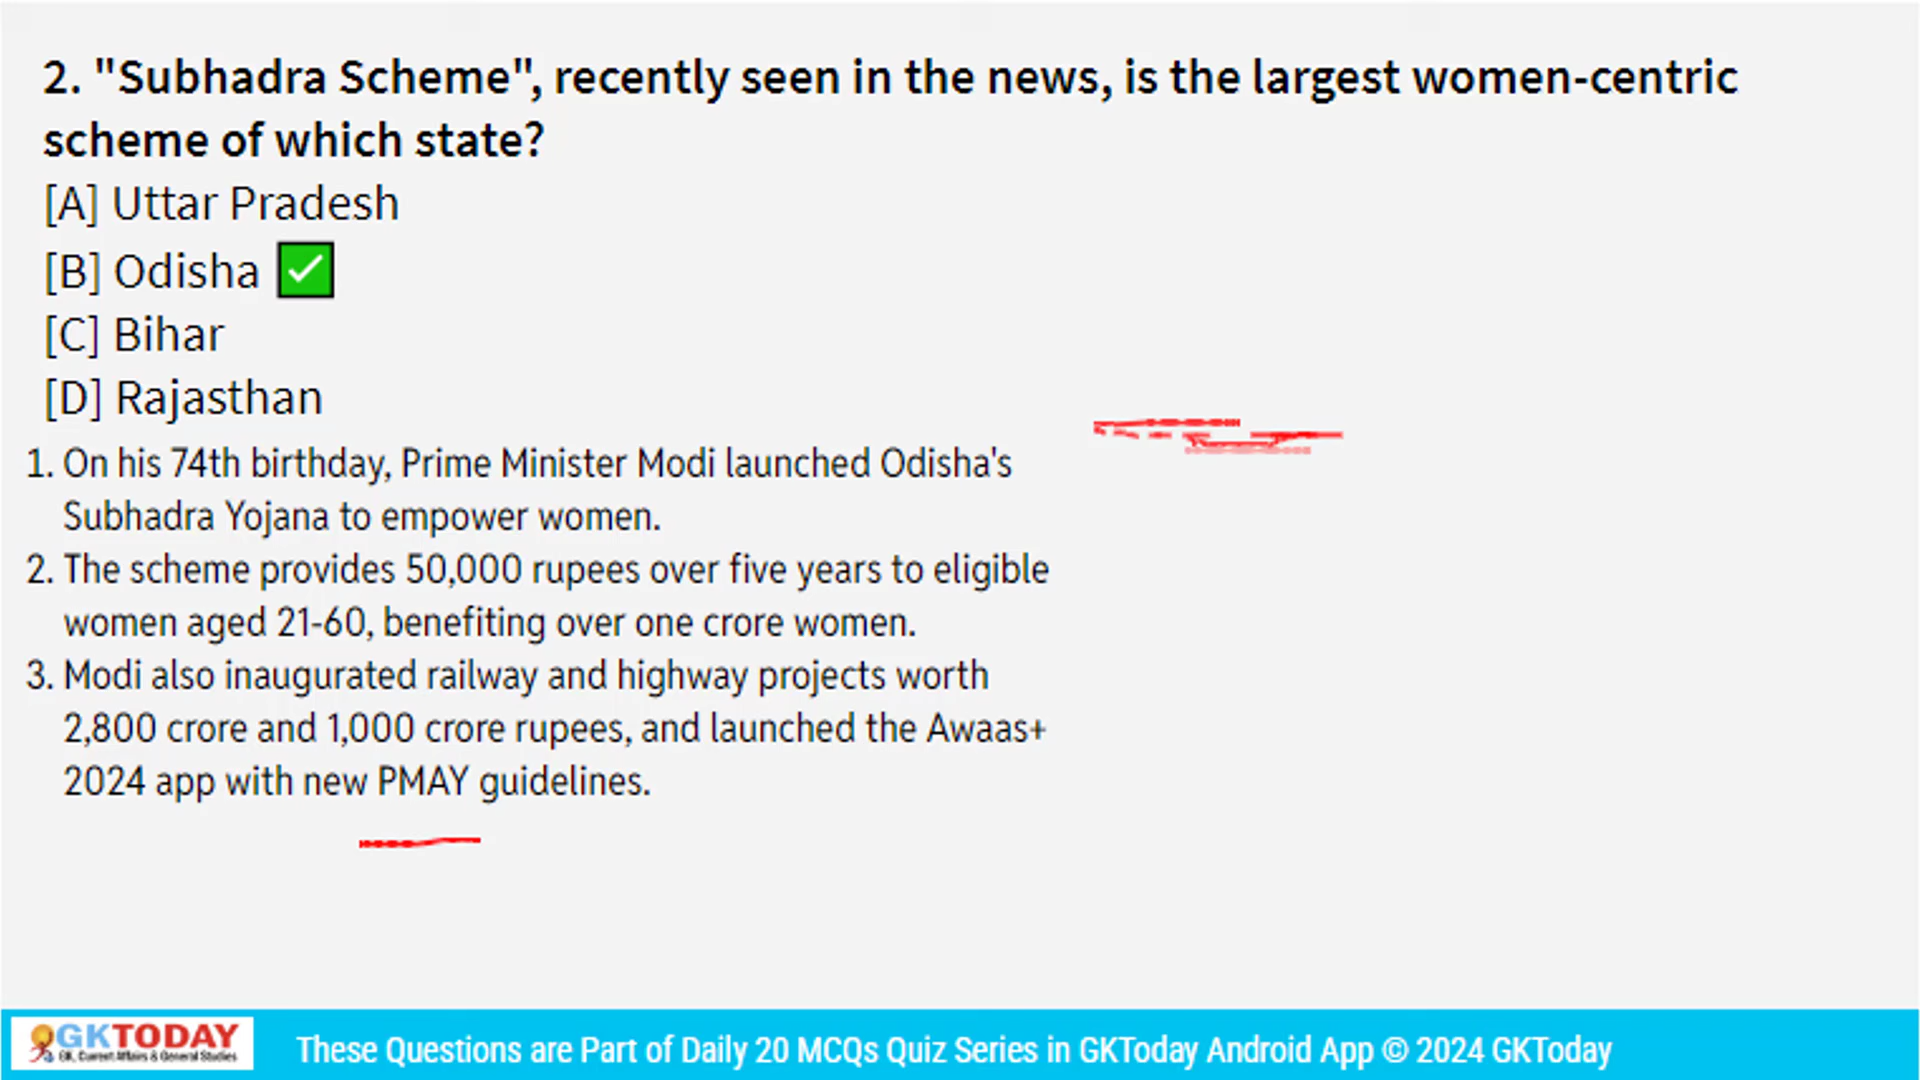 2. "Subhadra Scheme", recently seen in the news, is the largest women-centric
scheme of which state?
[A] Uttar Pradesh
[B] Odisha
[C] Bihar
[D] Rajasthan
1. On his 74th birthday, Prime Minister Modi launched Odisha's
Subhadra Yojana to empower women.
2. The scheme provides 50,000 rupees over five years to eligible
women aged 21-60, benefiting over one crore women.
3. Modi also inaugurated railway and highway projects worth
2,800 crore and 1,000 crore rupees, and launched the Awaas+
2024 app with new PMAY guidelines.
GKTODAY
GK, Current Affairs & General Studies
These Questions are Part of Daily 20 MCQs Quiz Series in GKToday Android App © 2024 GKToday